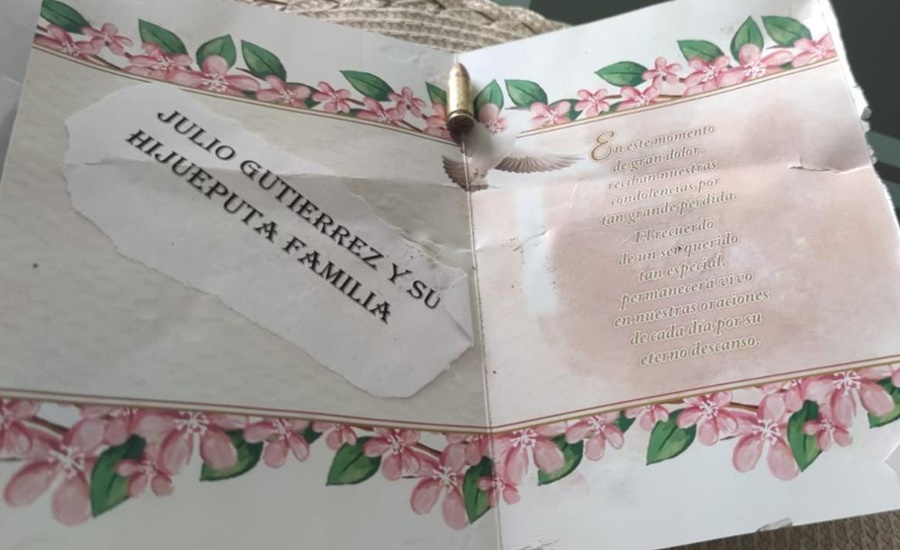 JULIO GUTIERREZ Y SU
HIJUEPUTA FAMILIA
En este momento
de gran dolor,
reciban nuestras
condolencias por
tan grande perdida.
El recuerdo
de un ser querido
tan especial.
permanecerá vivo
en nuestras oraciones
de cada día por su
eterno descanso.